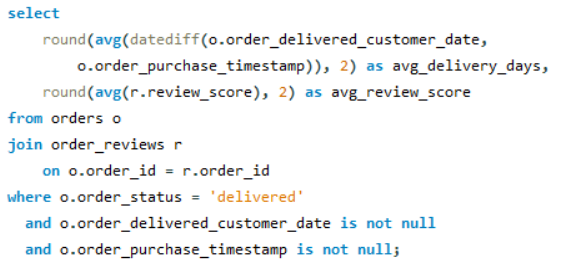 select
    round(avg(datediff(o.order_delivered_customer_date,
        o.order_purchase_timestamp)), 2) as avg_delivery_days,
    round(avg(r.review_score), 2) as avg_review_score
from orders o
join order_reviews r
    on o.order_id = r.order_id
where o.order_status = 'delivered'
  and o.order_delivered_customer_date is not null
  and o.order_purchase_timestamp is not null;